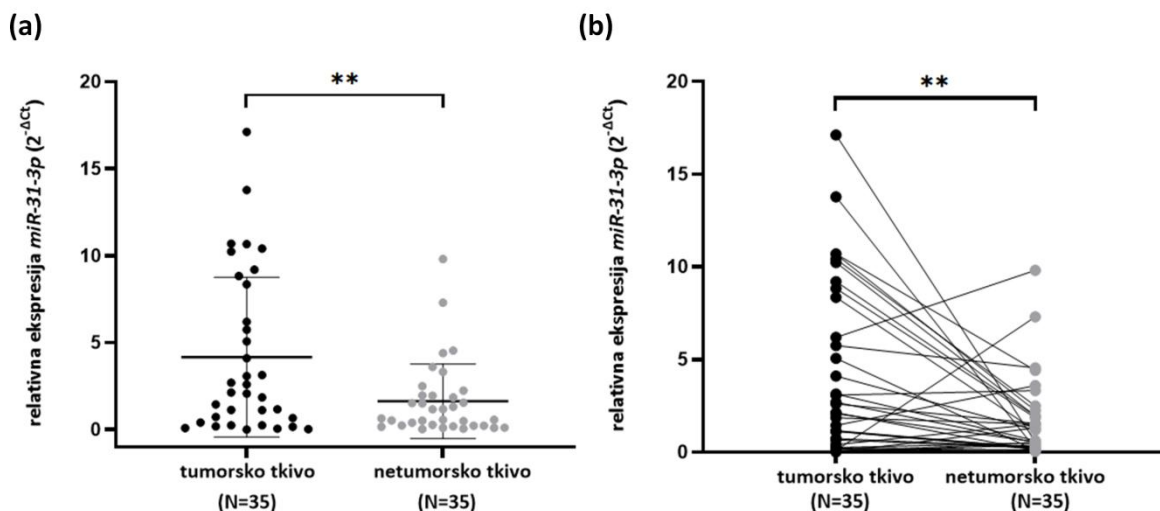 (a)
relativna ekspresija miR-31-3p (2^-ΔCt)
20
15
10
5
0
**
tumorsko tkivo
(N=35)
netumorsko tkivo
(N=35)
(b)
relativna ekspresija miR-31-3p (2^-ΔCt)
20
15
10
5
0
**
tumorsko tkivo
(N=35)
netumorsko tkivo
(N=35)